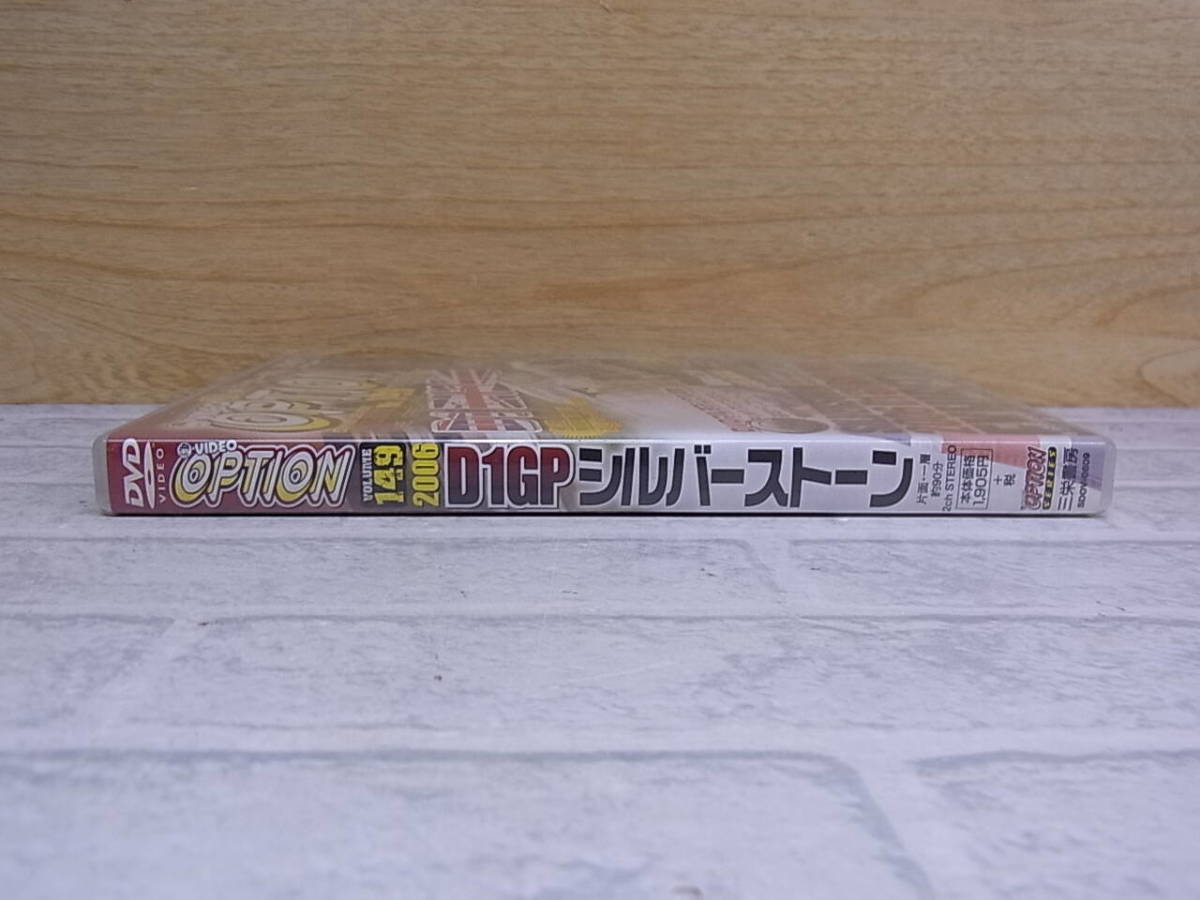 DVD
VIDEO
VIDEO
OPTION
VOLUME
149
2006
D1GP シルバーストーン
片面・一層
約90分
2ch STEREO
本体価格
1,905円
+
税
OPTION
SERIES
三栄書房